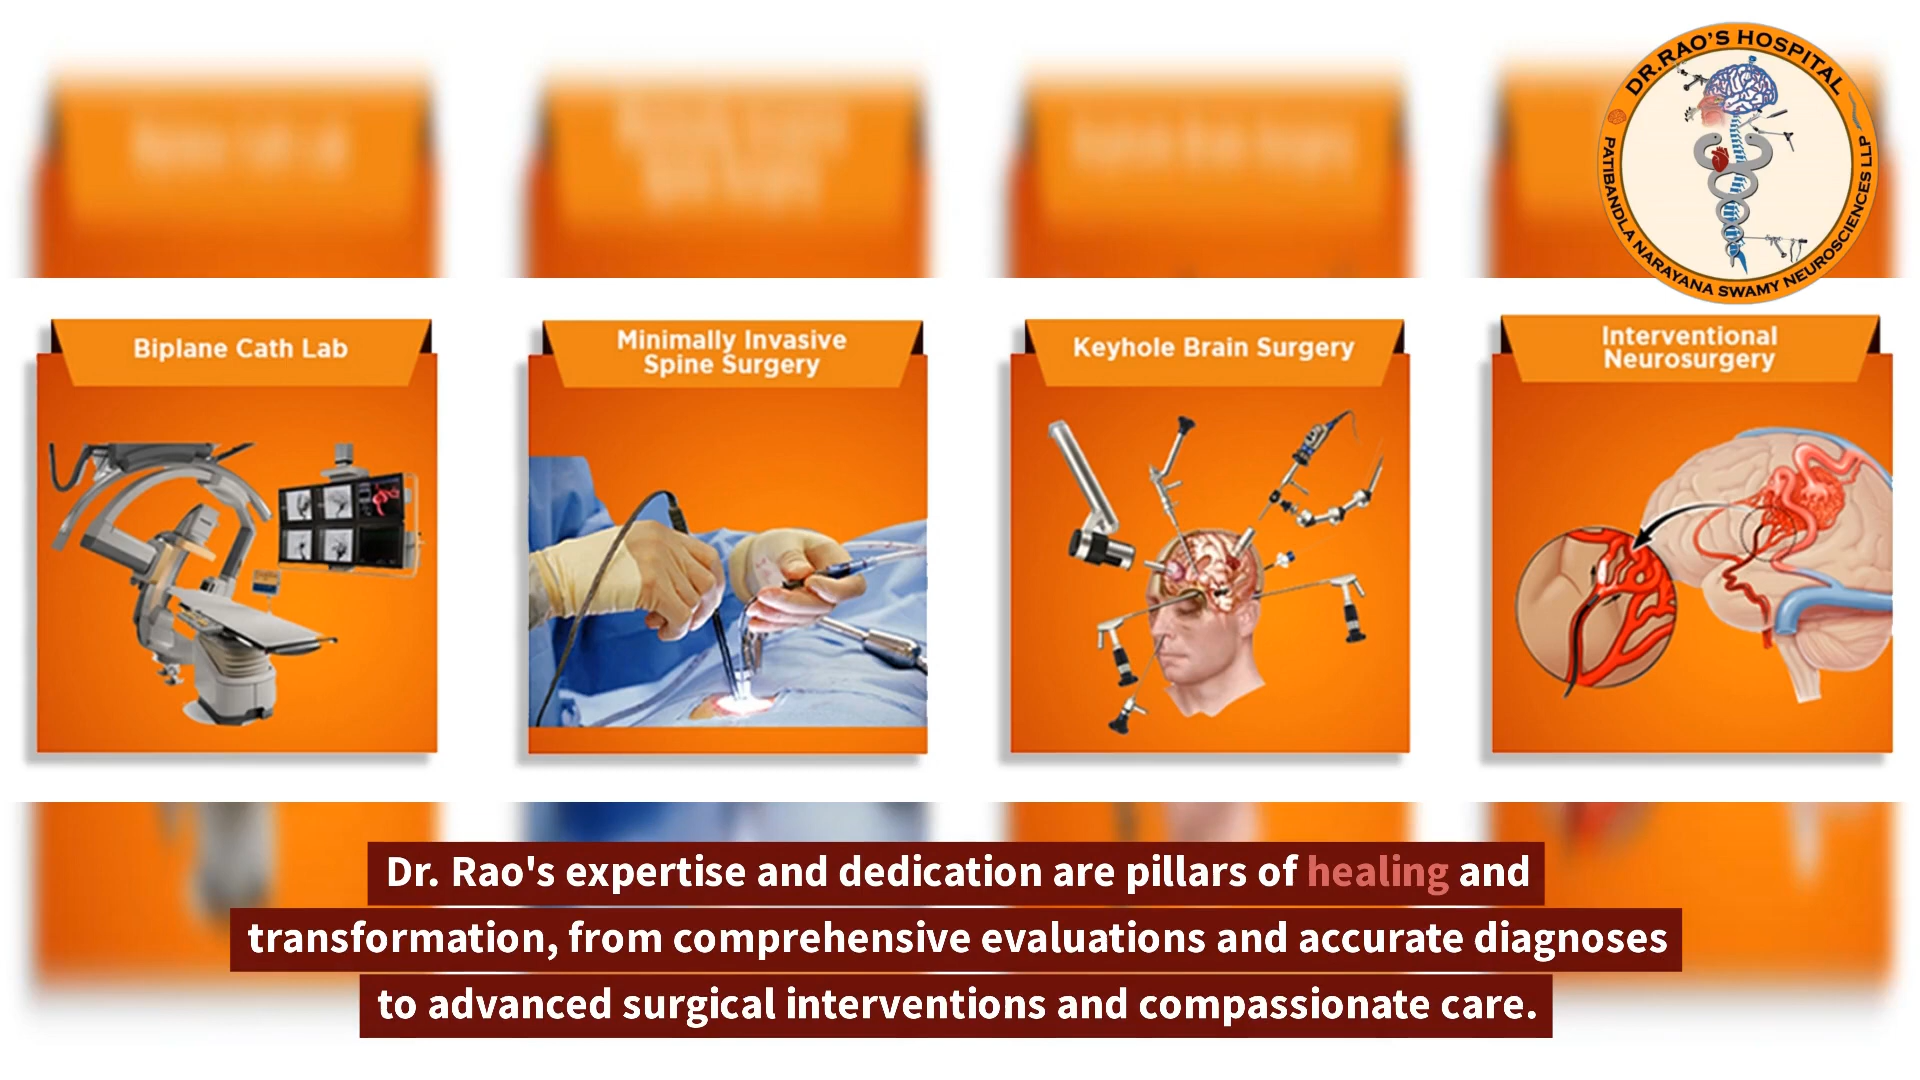 DR.RAO'S HOSPITAL
PATIBANDLA NARAYANA SWAMY NEUROSCIENCES LLP
Biplane Cath Lab
Minimally Invasive
Spine Surgery
Keyhole Brain Surgery
Interventional
Neurosurgery
Dr. Rao's expertise and dedication are pillars of healing and
transformation, from comprehensive evaluations and accurate diagnoses
to advanced surgical interventions and compassionate care.